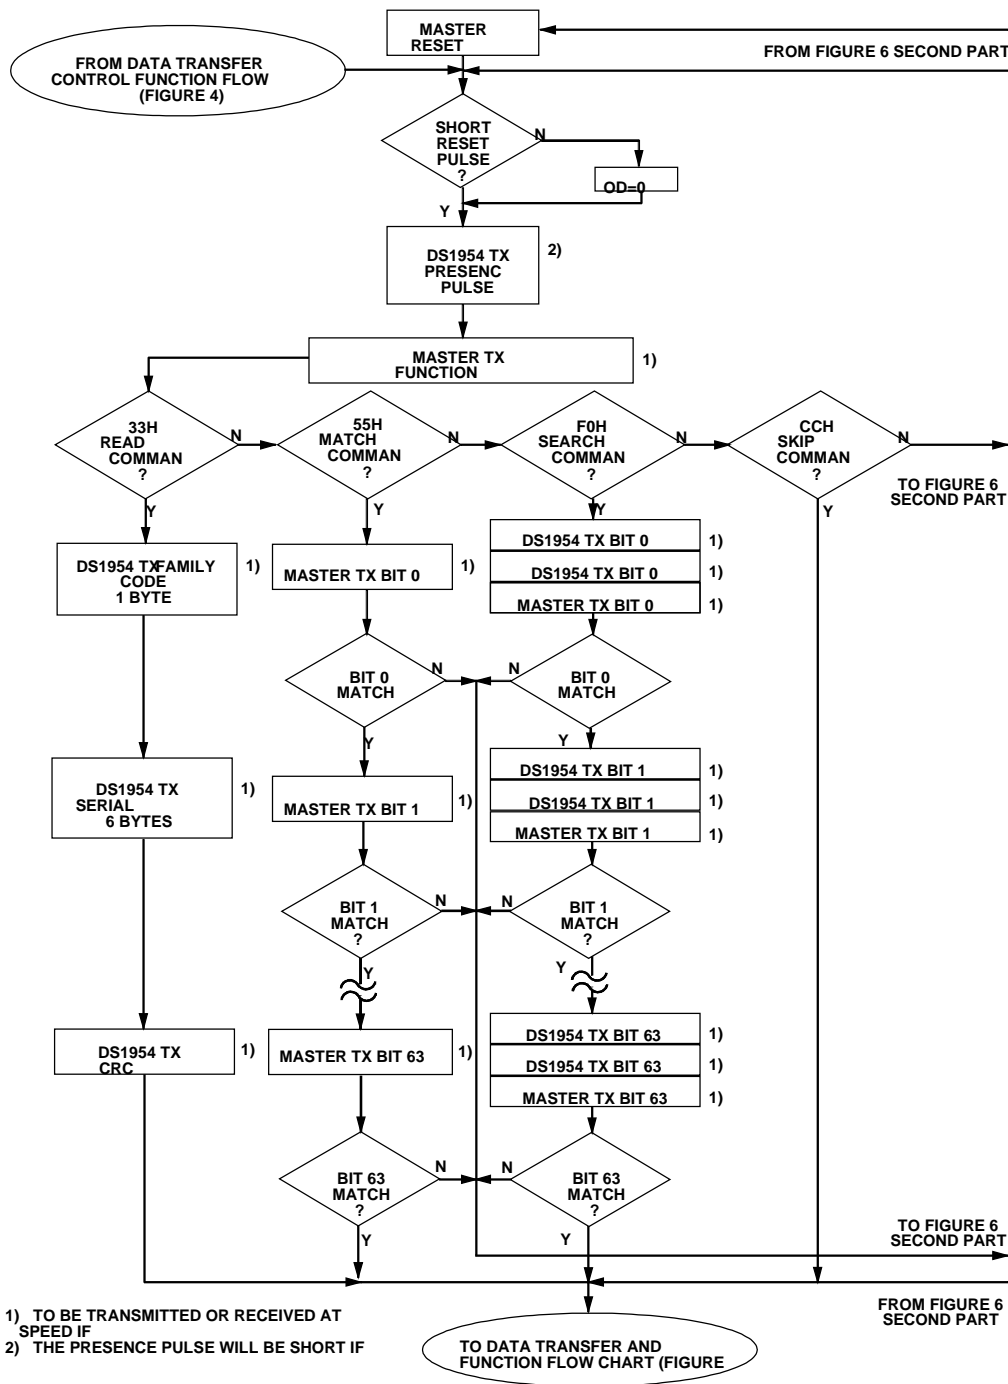 MASTER
RESET
FROM FIGURE 6 SECOND PART
FROM DATA TRANSFER
CONTROL FUNCTION FLOW
(FIGURE 4)
SHORT
RESET
PULSE
?
N
OD=0
Y
DS1954 TX
PRESENC
PULSE
2)
MASTER TX
FUNCTION
1)
33H
READ
COMMAN
?
N
Y
55H
MATCH
COMMAN
?
N
Y
F0H
SEARCH
COMMAN
?
N
Y
CCH
SKIP
COMMAN
?
N
Y
TO FIGURE 6
SECOND PART
DS1954 TXFAMILY
CODE
1 BYTE
1)
MASTER TX BIT 0
1)
DS1954 TX BIT 0
1)
DS1954 TX BIT 0
1)
MASTER TX BIT 0
1)
BIT 0
MATCH
N
Y
N
BIT 0
MATCH
Y
DS1954 TX
SERIAL
6 BYTES
1)
MASTER TX BIT 1
1)
DS1954 TX BIT 1
1)
DS1954 TX BIT 1
1)
MASTER TX BIT 1
1)
BIT 1
MATCH
?
N
Y
N
BIT 1
MATCH
?
Y
DS1954 TX
CRC
1)
MASTER TX BIT 63
1)
DS1954 TX BIT 63
1)
DS1954 TX BIT 63
1)
MASTER TX BIT 63
1)
BIT 63
MATCH
?
N
Y
N
BIT 63
MATCH
?
Y
TO FIGURE 6
SECOND PART
FROM FIGURE 6
SECOND PART
1) TO BE TRANSMITTED OR RECEIVED AT
SPEED IF
2) THE PRESENCE PULSE WILL BE SHORT IF
TO DATA TRANSFER AND
FUNCTION FLOW CHART (FIGURE